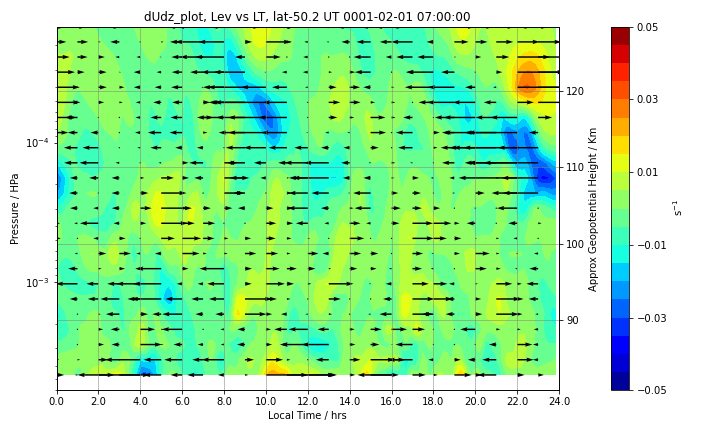 dUdz_plot, Lev vs LT, lat-50.2 UT 0001-02-01 07:00:00
Pressure / HPa
10⁻⁴
10⁻³
120
110
100
90
Approx Geopotential Height / Km
0.0 2.0 4.0 6.0 8.0 10.0 12.0 14.0 16.0 18.0 20.0 22.0 24.0
Local Time / hrs
0.05
0.03
0.01
−0.01
−0.03
−0.05
s⁻¹